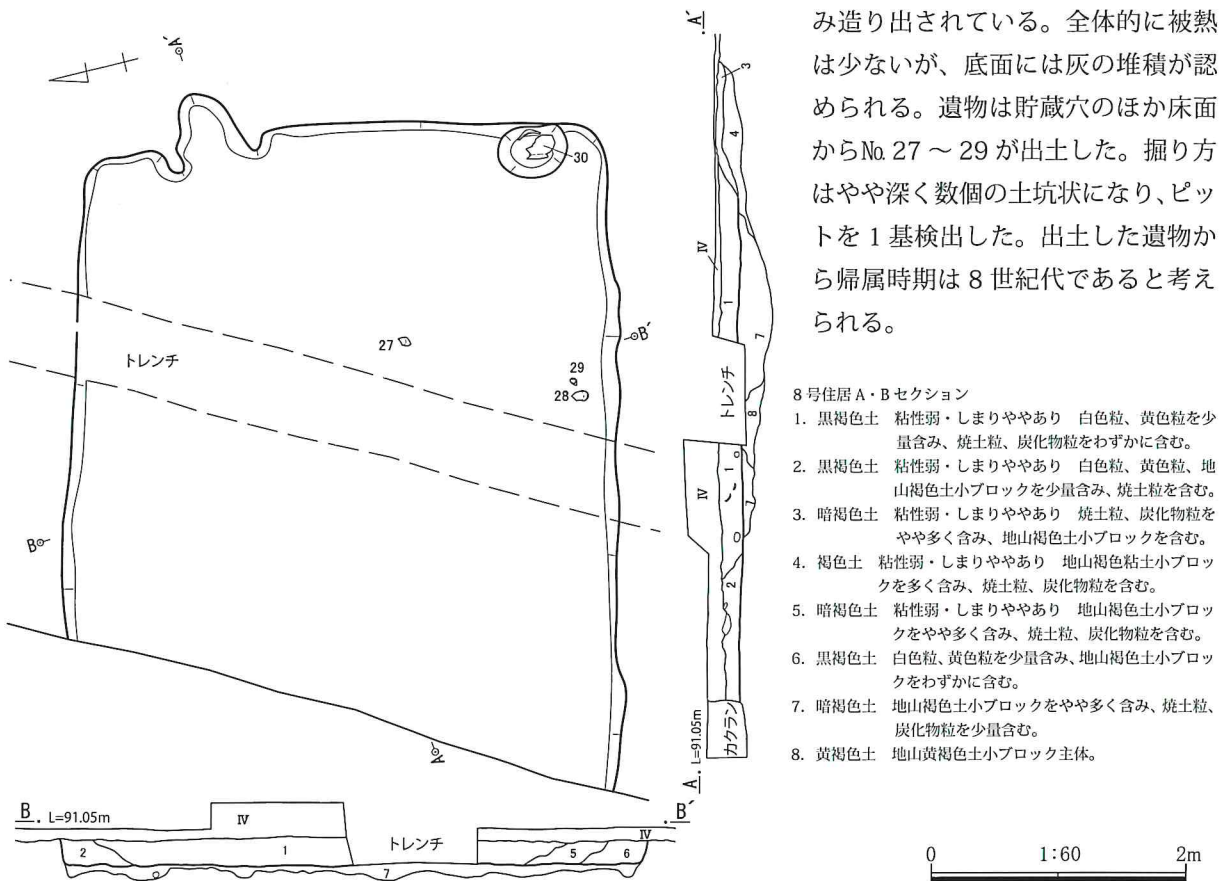 み造り出されている。全体的に被熱
は少ないが、底面には灰の堆積が認
められる。遺物は貯蔵穴のほか床面
から№27～29が出土した。掘り方
はやや深く数個の土坑状になり、ピッ
トを1基検出した。出土した遺物か
ら帰属時期は8世紀代であると考え
られる。
8号住居A・Bセクション
1. 黒褐色土 粘性弱・しまりややあり 白色粒、黄色粒を少
量含み、焼土粒、炭化物粒をわずかに含む。
2. 黒褐色土 粘性弱・しまりややあり 白色粒、黄色粒、地
山褐色土小ブロックを少量含み、焼土粒を含む。
3. 暗褐色土 粘性弱・しまりややあり 焼土粒、炭化物粒を
やや多く含み、地山褐色土小ブロックを含む。
4. 褐色土 粘性弱・しまりややあり 地山褐色粘土小ブロッ
クを多く含み、焼土粒、炭化物粒を含む。
5. 暗褐色土 粘性弱・しまりややあり 地山褐色土小ブロッ
クをやや多く含み、焼土粒、炭化物粒を含む。
6. 黒褐色土 白色粒、黄色粒を少量含み、地山褐色土小ブロッ
クをわずかに含む。
7. 暗褐色土 地山褐色土小ブロックをやや多く含み、焼土粒、
炭化物粒を少量含む。
8. 黄褐色土 地山黄褐色土小ブロック主体。
A´
30
B´
27
29
28
トレンチ
B
A
A´
3
4
Ⅳ
1
7
トレンチ
8
Ⅳ
1
7
2
カクラン
A. L=91.05m
B. L=91.05m
B´
Ⅳ
トレンチ
Ⅳ
2
1
5
6
7
0 1:60 2m